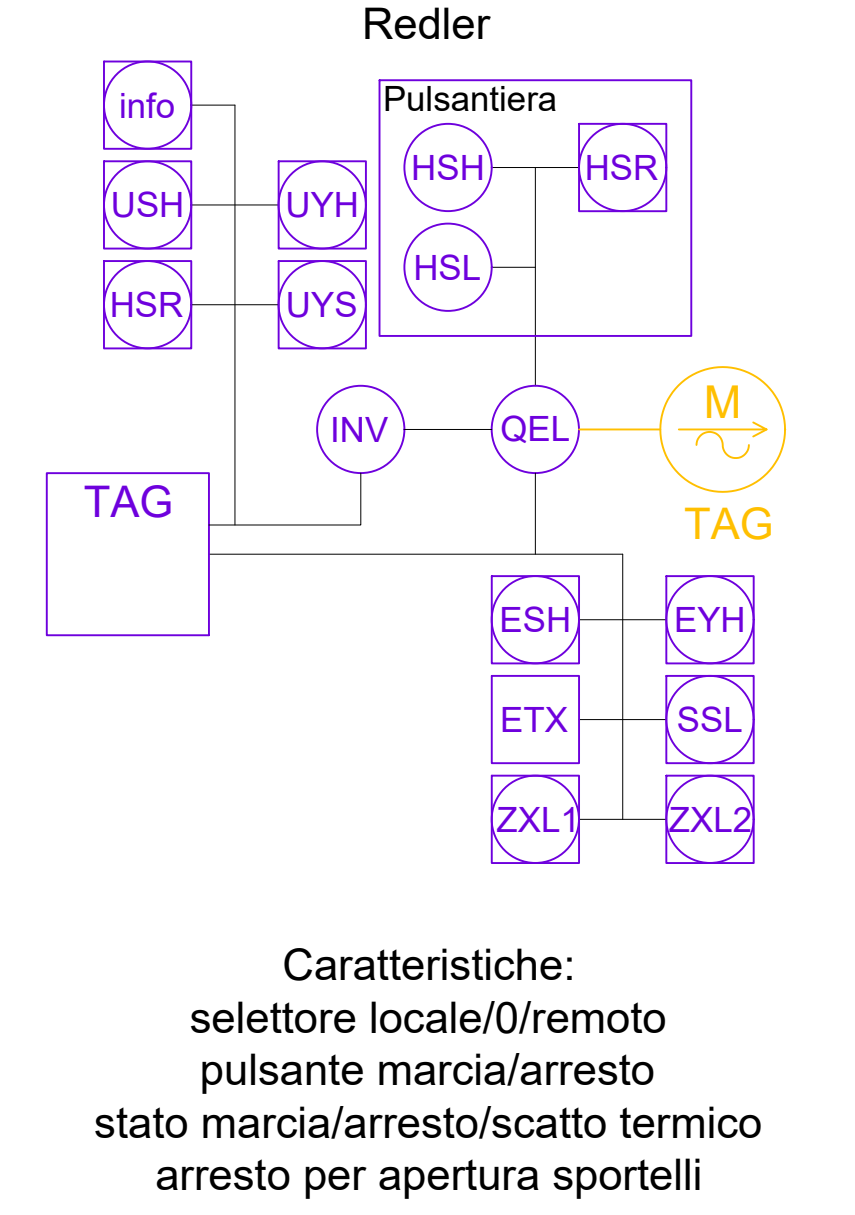 Redler
info
Pulsantiera
HSH
HSR
USH
UYH
HSL
HSR
UYS
INV
QEL
M
TAG
TAG
ESH
EYH
ETX
SSL
ZXL1
ZXL2
Caratteristiche:
selettore locale/0/remoto
pulsante marcia/arresto
stato marcia/arresto/scatto termico
arresto per apertura sportelli